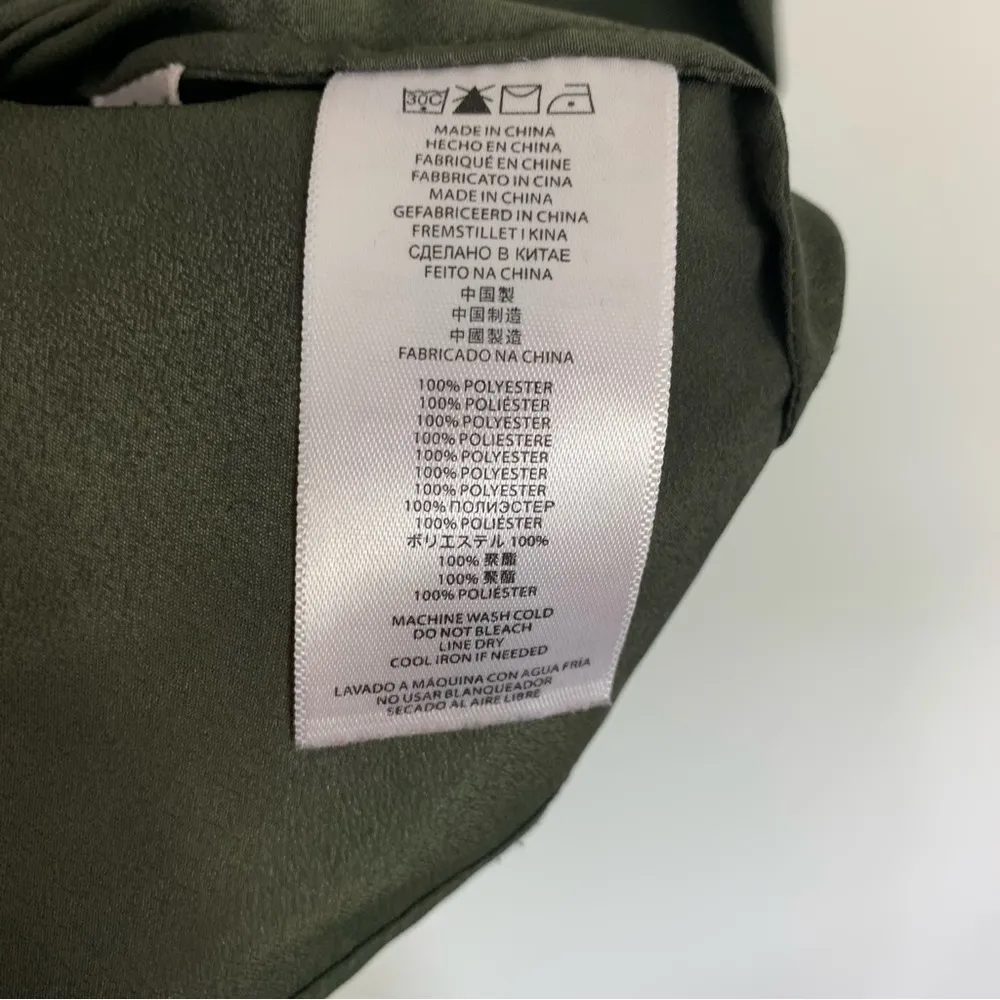 30C
MADE IN CHINA
HECHO EN CHINA
FABRIQUÉ EN CHINE
FABBRICATO IN CINA
MADE IN CHINA
GEFABRICEERD IN CHINA
FREMSTILLET I KINA
СДЕЛАНО В КИТАЕ
FEITO NA CHINA
中国製
中国制造
中國製造
FABRICADO NA CHINA
100% POLYESTER
100% POLIÉSTER
100% POLYESTER
100% POLIESTERE
100% POLYESTER
100% POLYESTER
100% POLYESTER
100% ПОЛИЭСТЕР
100% POLIÉSTER
ポリエステル 100%
100% 聚酯
100% 聚酯
100% POLIÉSTER
MACHINE WASH COLD
DO NOT BLEACH
LINE DRY
COOL IRON IF NEEDED
LAVADO A MÁQUINA CON AGUA FRÍA
NO USAR BLANQUEADOR
SECADO AL AIRE LIBRE